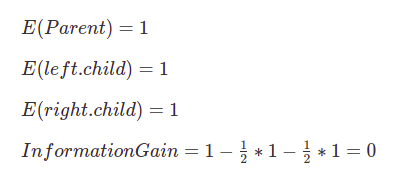 E(Parent) = 1
E(left.child) = 1
E(right.child) = 1
InformationGain = 1 − 1/2 * 1 − 1/2 * 1 = 0